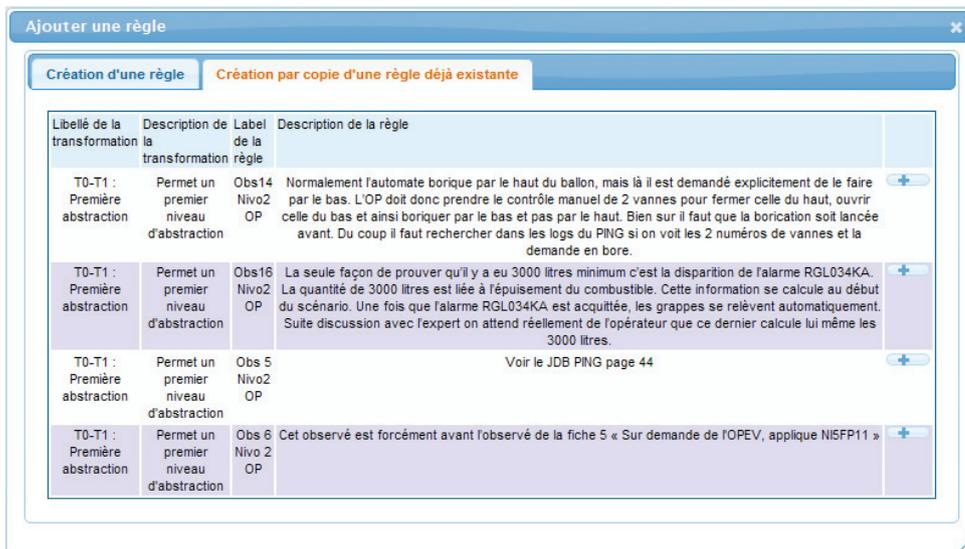 Ajouter une règle
Création d'une règle
Création par copie d'une règle déjà existante
Libellé de la transformation
Description de la transformation
Label de la règle
Description de la règle
T0-T1 :
Première
abstraction
Permet un
premier
niveau
d'abstraction
Obs14
Nivo2
OP
Normalement l'automate borique par le haut du ballon, mais là il est demandé explicitement de le faire
par le bas. L'OP doit donc prendre le contrôle manuel de 2 vannes pour fermer celle du haut, ouvrir
celle du bas et ainsi boriquer par le bas et pas par le haut. Bien sur il faut que la borication soit lancée
avant. Du coup il faut rechercher dans les logs du PING si on voit les 2 numéros de vannes et la
demande en bore.
T0-T1 :
Première
abstraction
Permet un
premier
niveau
d'abstraction
Obs16
Nivo2
OP
La seule façon de prouver qu'il y a eu 3000 litres minimum c'est la disparition de l'alarme RGL034KA.
La quantité de 3000 litres est liée à l'épuisement du combustible. Cette information se calcule au début
du scénario. Une fois que l'alarme RGL034KA est acquittée, les grappes se relèvent automatiquement.
Suite discussion avec l'expert on attend réellement de l'opérateur que ce dernier calcule lui même les
3000 litres.
T0-T1 :
Première
abstraction
Permet un
premier
niveau
d'abstraction
Obs 5
Nivo2
OP
Voir le JDB PING page 44
T0-T1 :
Première
abstraction
Permet un
premier
niveau
d'abstraction
Obs 6
Nivo 2
OP
Cet observé est forcément avant l'observé de la fiche 5 « Sur demande de l'OPEV, applique NI5FP11 »